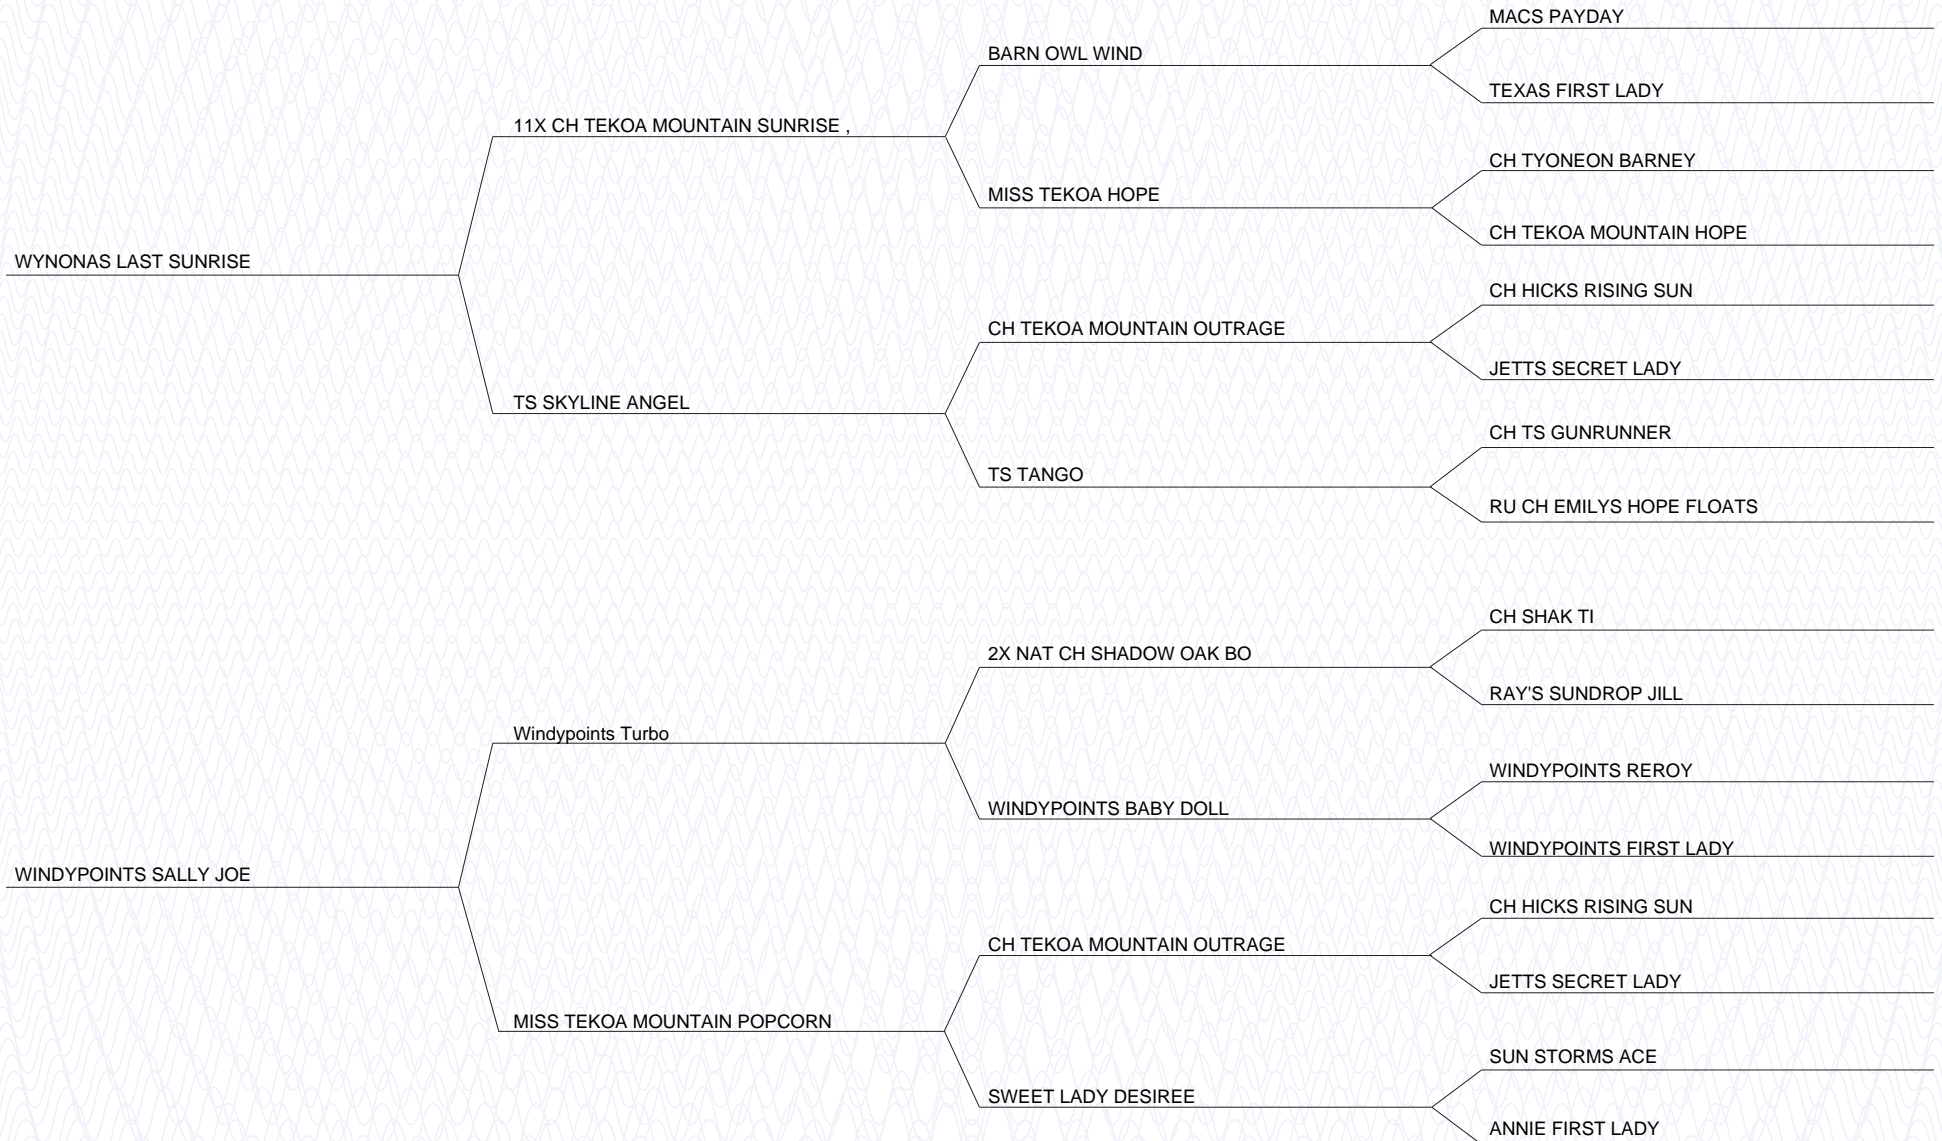 MACS PAYDAY
BARN OWL WIND
TEXAS FIRST LADY
11X CH TEKOA MOUNTAIN SUNRISE ,
CH TYONEON BARNEY
MISS TEKOA HOPE
CH TEKOA MOUNTAIN HOPE
WYNONAS LAST SUNRISE
CH HICKS RISING SUN
CH TEKOA MOUNTAIN OUTRAGE
JETTS SECRET LADY
TS SKYLINE ANGEL
CH TS GUNRUNNER
TS TANGO
RU CH EMILYS HOPE FLOATS
CH SHAK TI
2X NAT CH SHADOW OAK BO
RAY'S SUNDROP JILL
Windypoints Turbo
WINDYPOINTS REROY
WINDYPOINTS BABY DOLL
WINDYPOINTS FIRST LADY
WINDYPOINTS SALLY JOE
CH HICKS RISING SUN
CH TEKOA MOUNTAIN OUTRAGE
JETTS SECRET LADY
MISS TEKOA MOUNTAIN POPCORN
SUN STORMS ACE
SWEET LADY DESIREE
ANNIE FIRST LADY